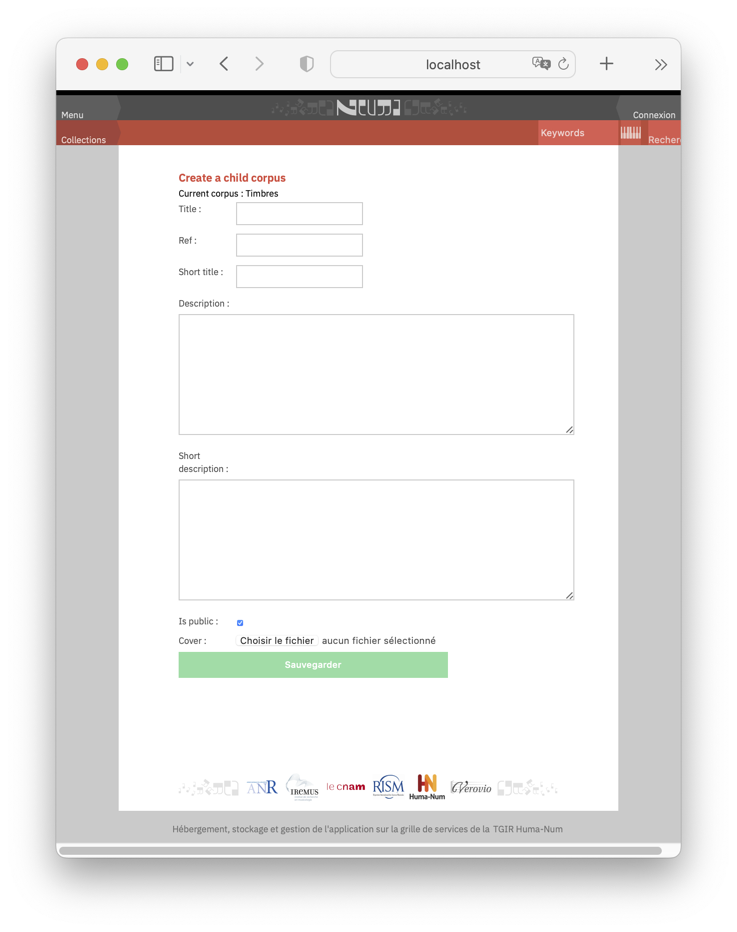 localhost
Menu
NEUMA
Connexion
Collections
Keywords
Recher
Create a child corpus
Current corpus : Timbres
Title :
Ref :
Short title :
Description :
Short
description :
Is public :
Cover :
Choisir le fichier aucun fichier sélectionné
Sauvegarder
ANR
IReMUS
le cnam
RISM
HN
Huma-Num
Verovio
Hébergement, stockage et gestion de l'application sur la grille de services de la TGIR Huma-Num